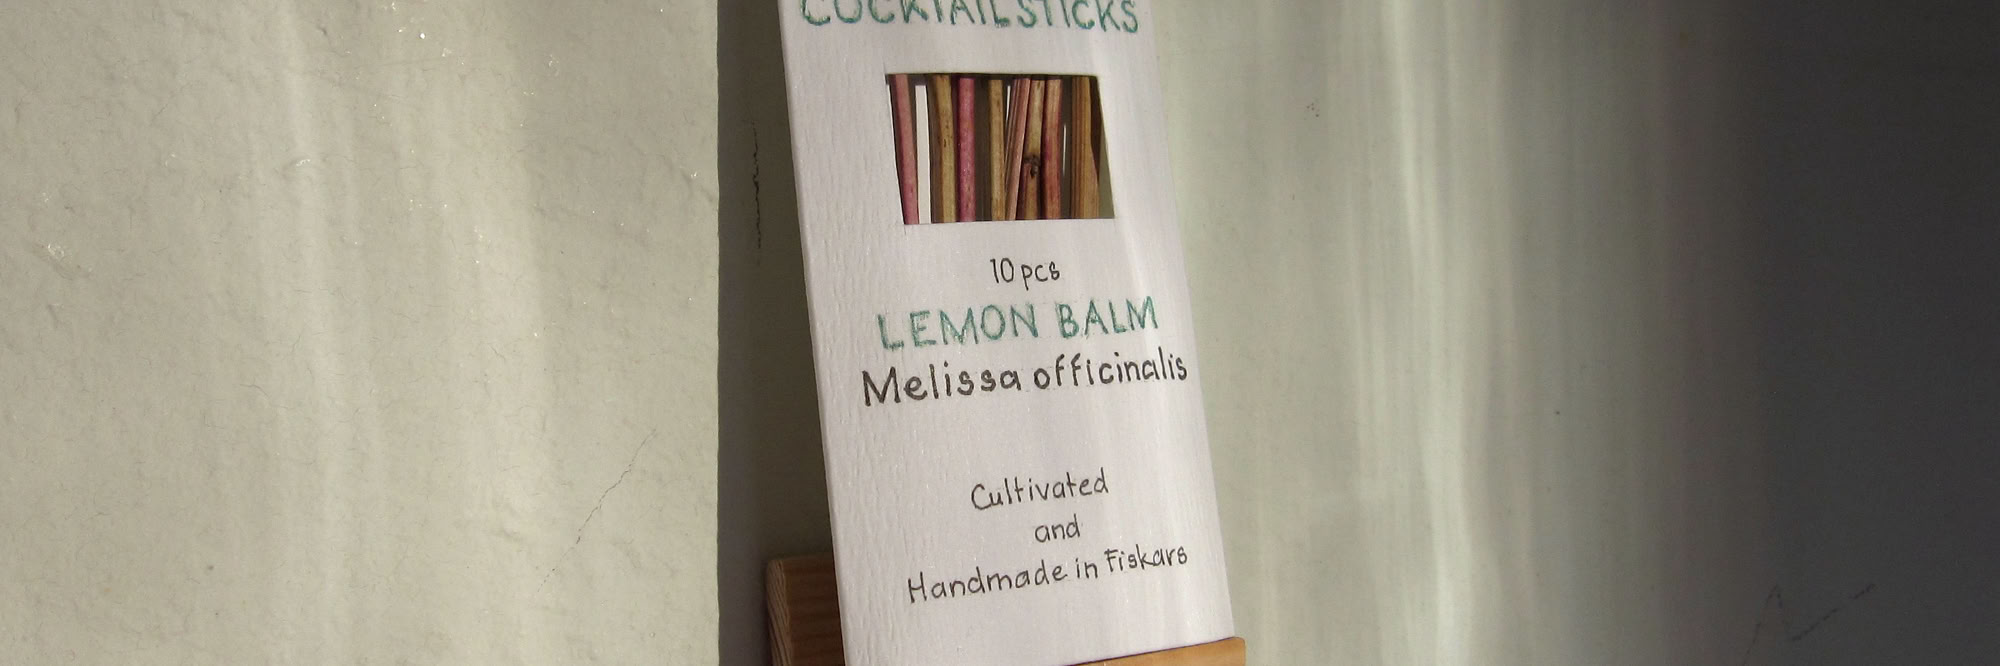 COCKTAILSTICKS
10 pcs
LEMON BALM
Melissa officinalis
Cultivated
and
Handmade in Fiskars